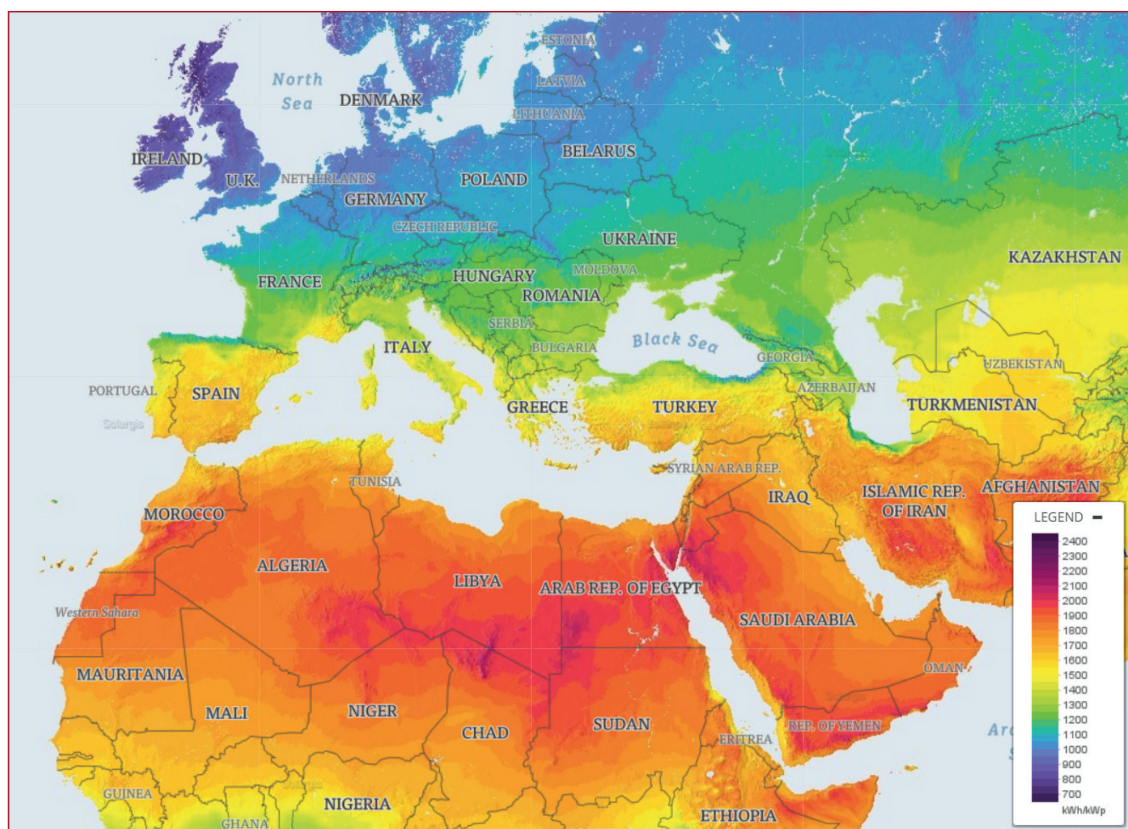 ESTONIA
North
Sea
DENMARK
LATVIA
LITHUANIA
IRELAND
U.K.
NETHERLANDS
GERMANY
POLAND
BELARUS
CZECH REPUBLIC
UKRAINE
FRANCE
HUNGARY
MOLDOVA
ROMANIA
KAZAKHSTAN
SERBIA
ITALY
BULGARIA
Black Sea
GEORGIA
UZBEKISTAN
PORTUGAL
SPAIN
GREECE
TURKEY
AZERBAIJAN
TURKMENISTAN
Solargis
SYRIAN ARAB REP.
TUNISIA
IRAQ
ISLAMIC REP.
OF IRAN
AFGHANISTAN
MOROCCO
ALGERIA
LIBYA
ARAB REP. OF EGYPT
Western Sahara
SAUDI ARABIA
MAURITANIA
OMAN
MALI
NIGER
CHAD
SUDAN
REP. OF YEMEN
ERITREA
GUINEA
NIGERIA
GHANA
ETHIOPIA
LEGEND
2400
2300
2200
2100
2000
1900
1800
1700
1600
1500
1400
1300
1200
1100
1000
900
800
700
kWh/kWp